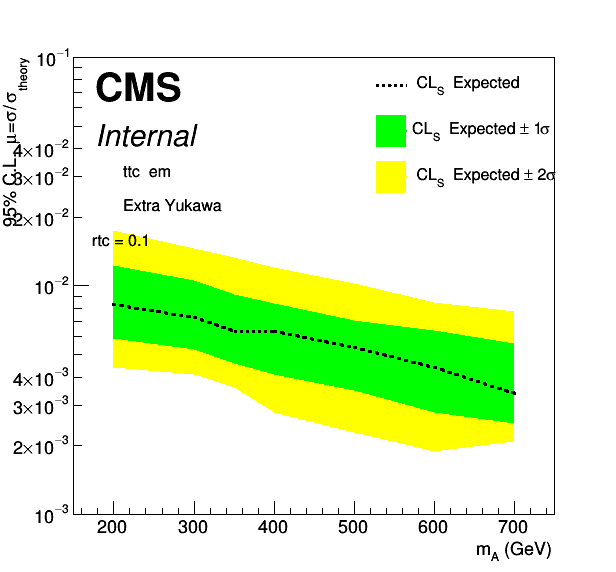 10⁻¹
CMS
Internal
ttc em
Extra Yukawa
rtc = 0.1
CLS Expected
CLS Expected ± 1σ
CLS Expected ± 2σ
95% C.L. μ=σ/σtheory
4×10⁻²
3×10⁻²
2×10⁻²
10⁻²
4×10⁻³
3×10⁻³
2×10⁻³
10⁻³
200 300 400 500 600 700
mA (GeV)